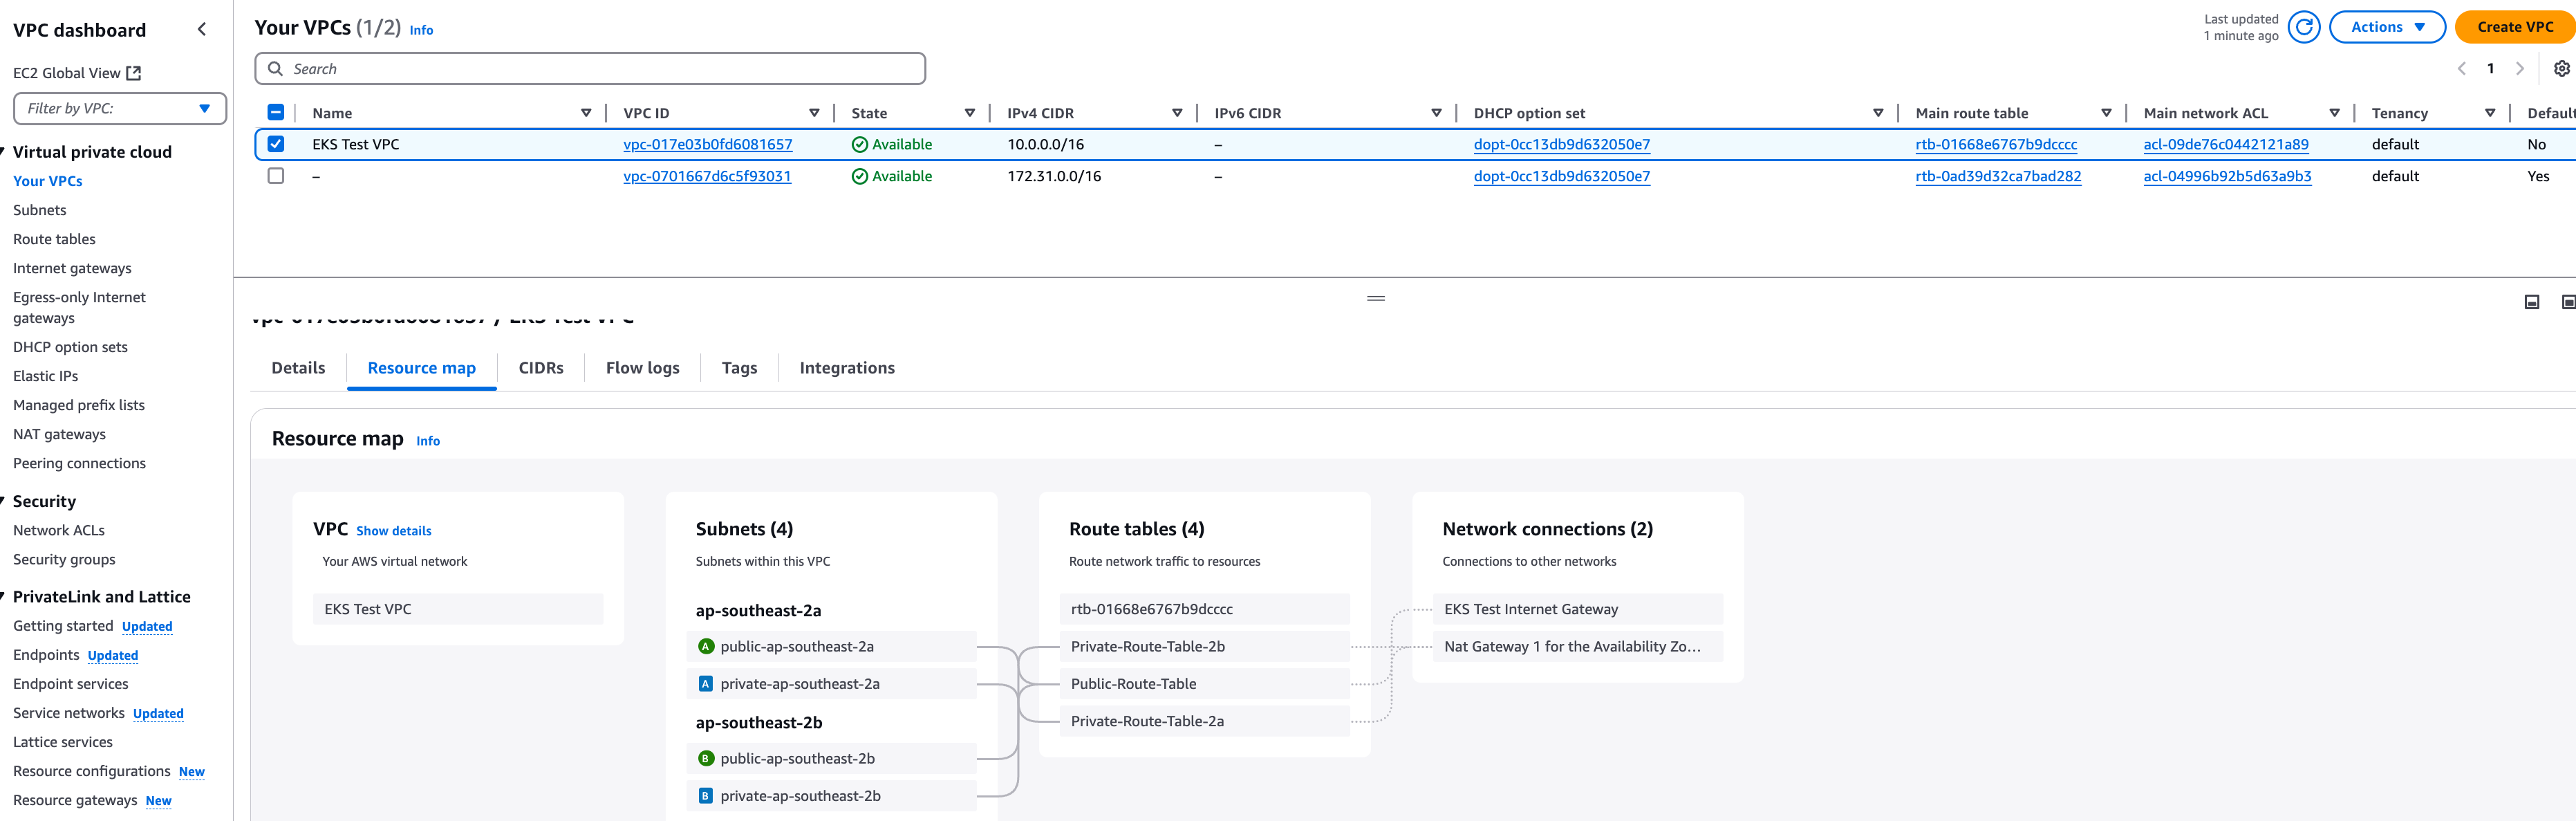 VPC dashboard
EC2 Global View
Filter by VPC:
Virtual private cloud
Your VPCs
Subnets
Route tables
Internet gateways
Egress-only Internet
gateways
DHCP option sets
Elastic IPs
Managed prefix lists
NAT gateways
Peering connections
Security
Network ACLs
Security groups
PrivateLink and Lattice
Getting started Updated
Endpoints Updated
Endpoint services
Service networks Updated
Lattice services
Resource configurations New
Resource gateways New
Your VPCs (1/2) Info
Last updated
1 minute ago
Actions
Create VPC
Search
1
Name VPC ID State IPv4 CIDR IPv6 CIDR DHCP option set Main route table Main network ACL Tenancy Default
EKS Test VPC vpc-017e03b0fd6081657 Available 10.0.0.0/16 – dopt-0cc13db9d632050e7 rtb-01668e6767b9dcccc acl-09de76c0442121a89 default No
– vpc-0701667d6c5f93031 Available 172.31.0.0/16 – dopt-0cc13db9d632050e7 rtb-0ad39d32ca7bad282 acl-04996b92b5d63a9b3 default Yes
vpc-017e03b0fd6081657 / EKS Test VPC
Details Resource map CIDRs Flow logs Tags Integrations
Resource map Info
VPC Show details
Your AWS virtual network
EKS Test VPC
Subnets (4)
Subnets within this VPC
ap-southeast-2a
A public-ap-southeast-2a
A private-ap-southeast-2a
ap-southeast-2b
B public-ap-southeast-2b
B private-ap-southeast-2b
Route tables (4)
Route network traffic to resources
rtb-01668e6767b9dcccc
Private-Route-Table-2b
Public-Route-Table
Private-Route-Table-2a
Network connections (2)
Connections to other networks
EKS Test Internet Gateway
Nat Gateway 1 for the Availability Zo...